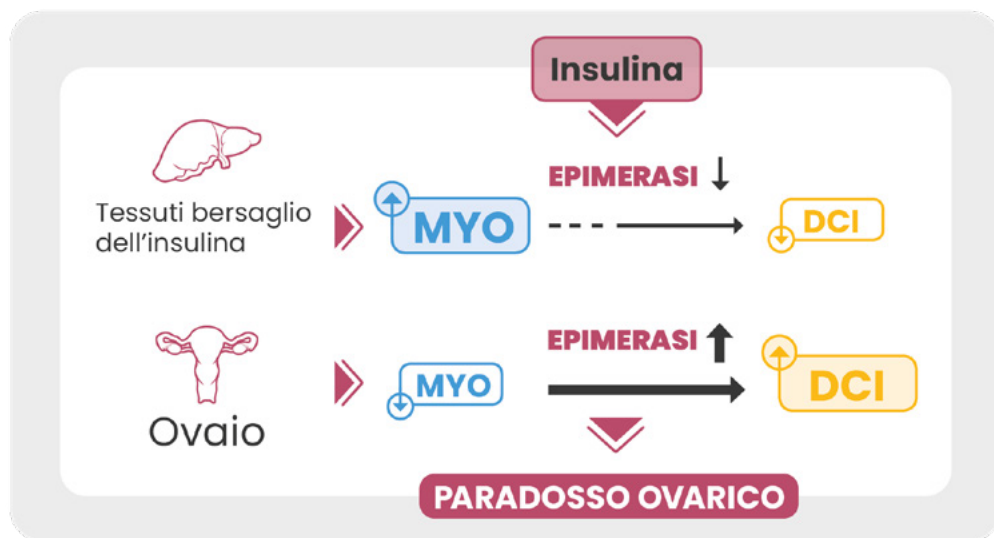 Insulina
EPIMERASI
Tessuti bersaglio
dell'insulina
MYO
DCI
EPIMERASI
Ovaio
MYO
DCI
PARADOSSO OVARICO